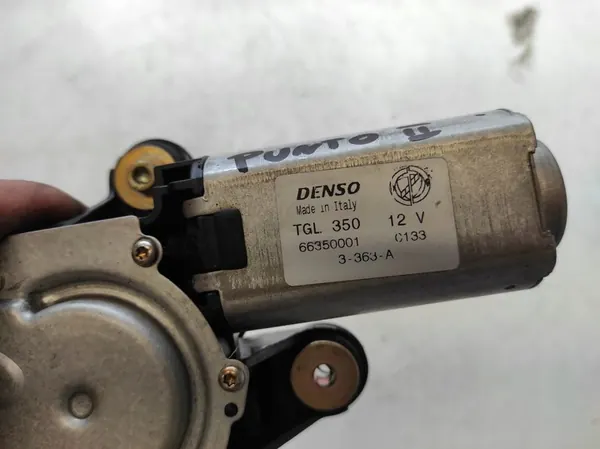 PUNTO II
DENSO
Made in Italy
TGL 350 12 V
66350001 C133
3-363-A